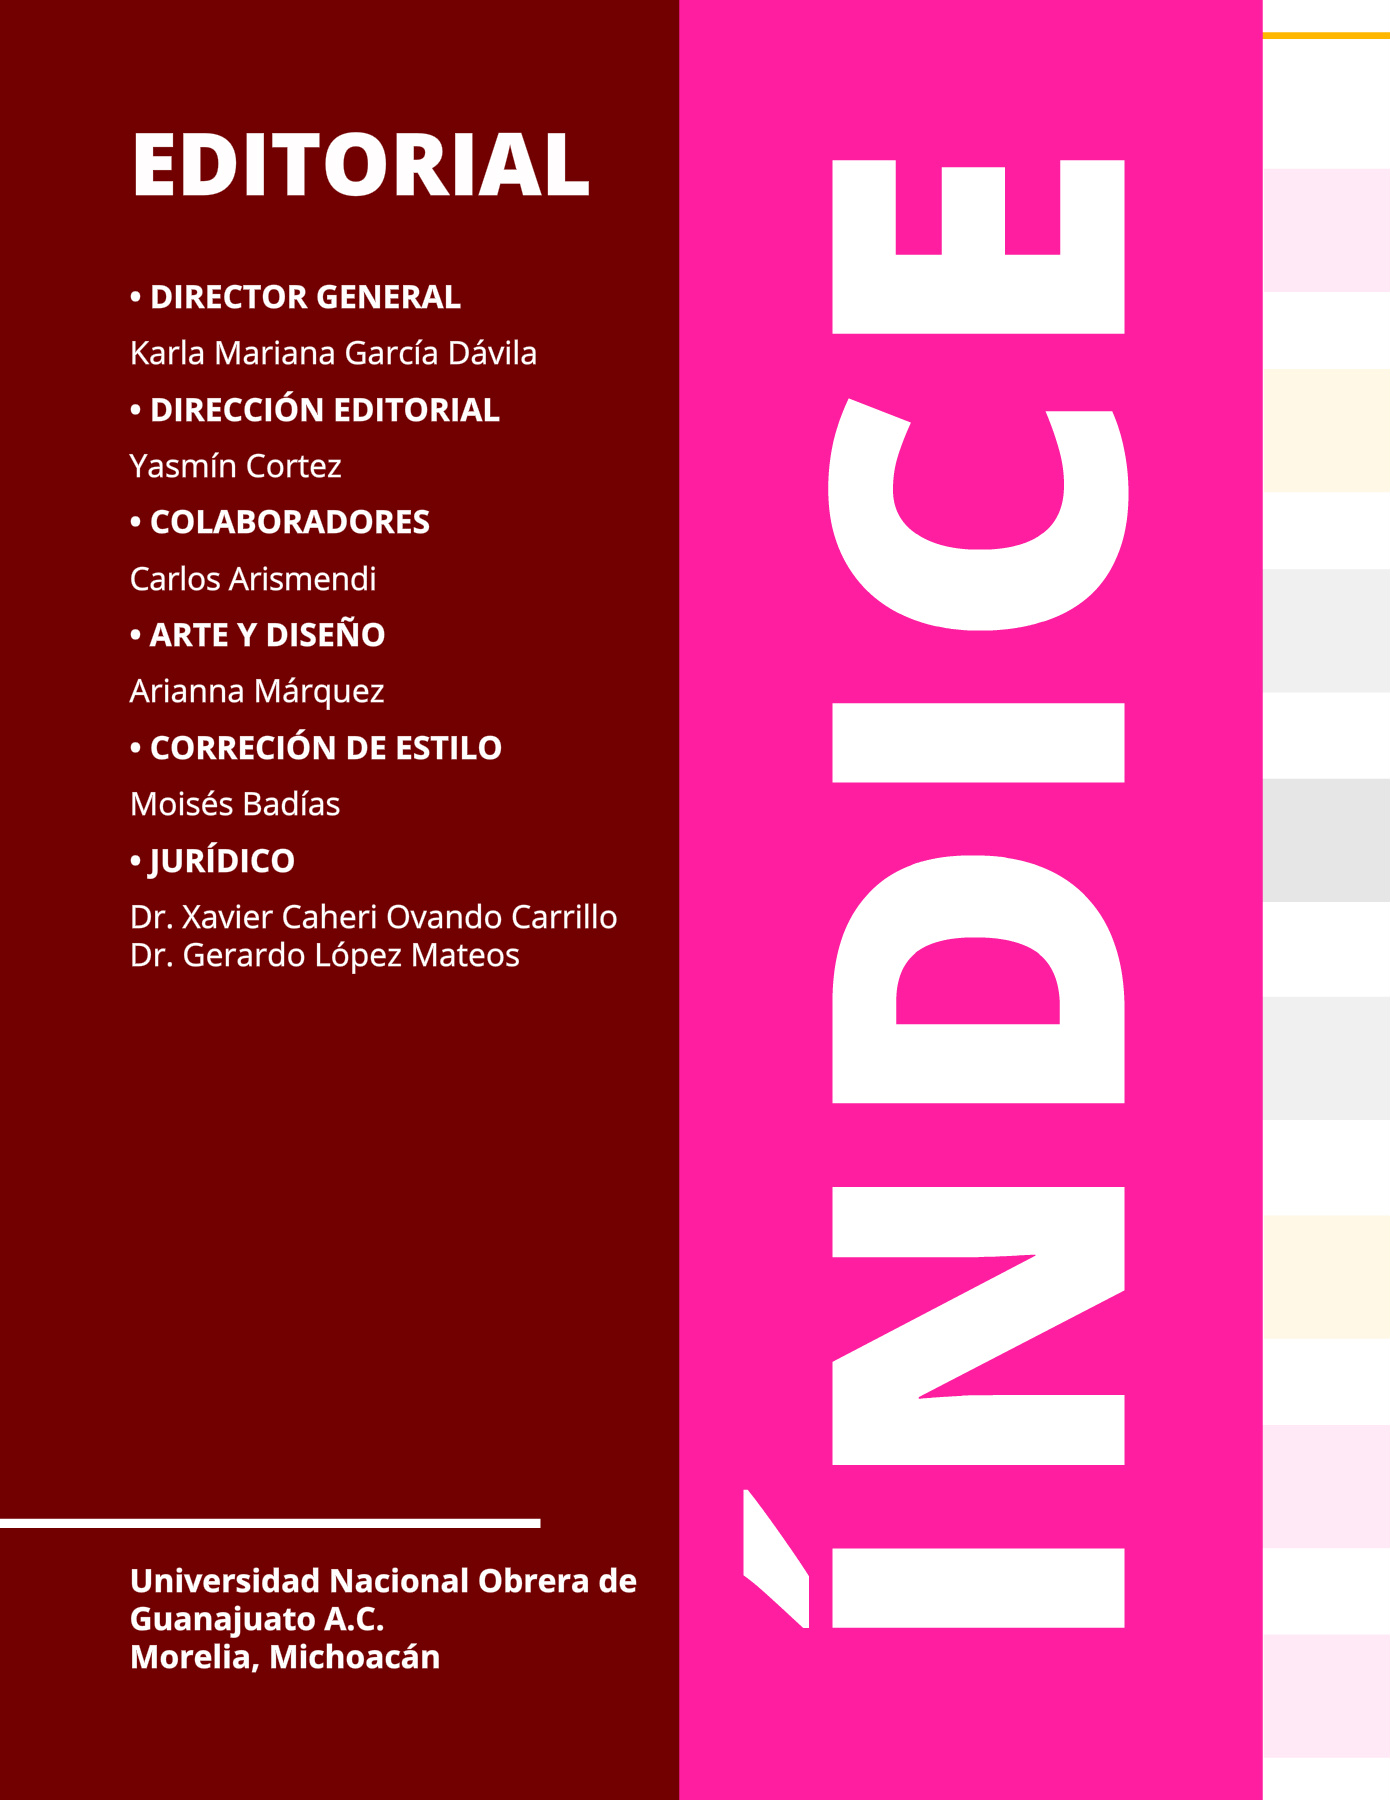 EDITORIAL
• DIRECTOR GENERAL
Karla Mariana García Dávila
• DIRECCIÓN EDITORIAL
Yasmín Cortez
• COLABORADORES
Carlos Arismendi
• ARTE Y DISEÑO
Arianna Márquez
• CORRECIÓN DE ESTILO
Moisés Badías
• JURÍDICO
Dr. Xavier Caheri Ovando Carrillo
Dr. Gerardo López Mateos
Universidad Nacional Obrera de
Guanajuato A.C.
Morelia, Michoacán
ÍNDICE